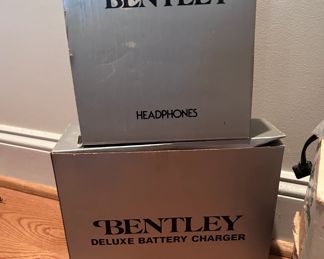 BENTLEY
HEADPHONES
BENTLEY
DELUXE BATTERY CHARGER